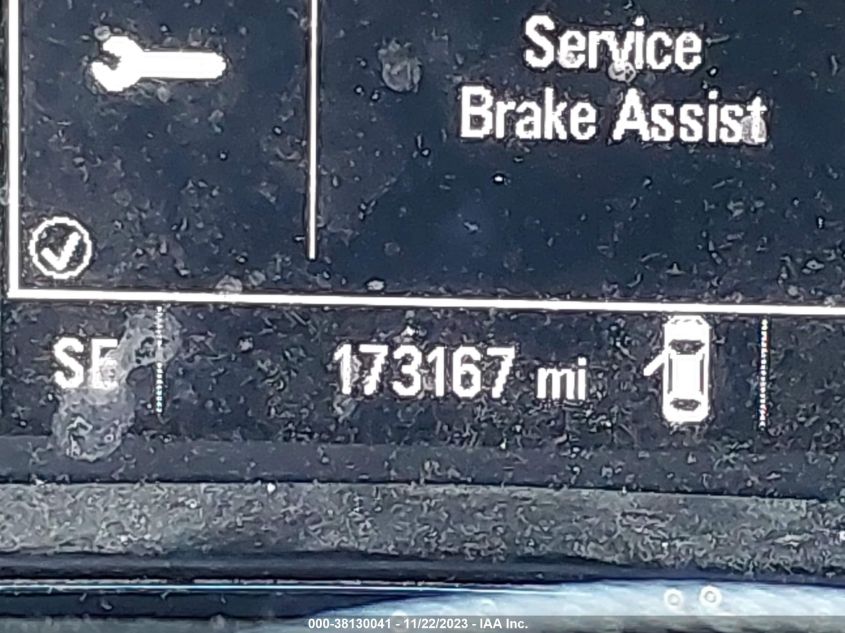 Service
Brake Assist
SE 173167 mi
000-38130041 - 11/22/2023 - IAA Inc.